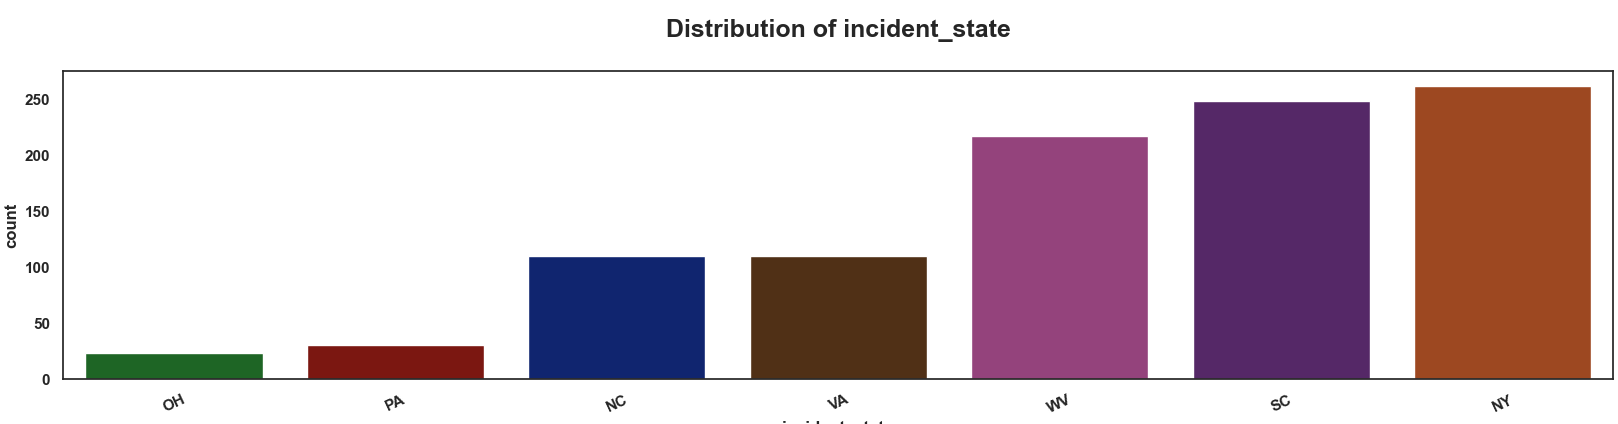 Distribution of incident_state
250
200
150
100
50
0
count
OH PA NC VA WV SC NY